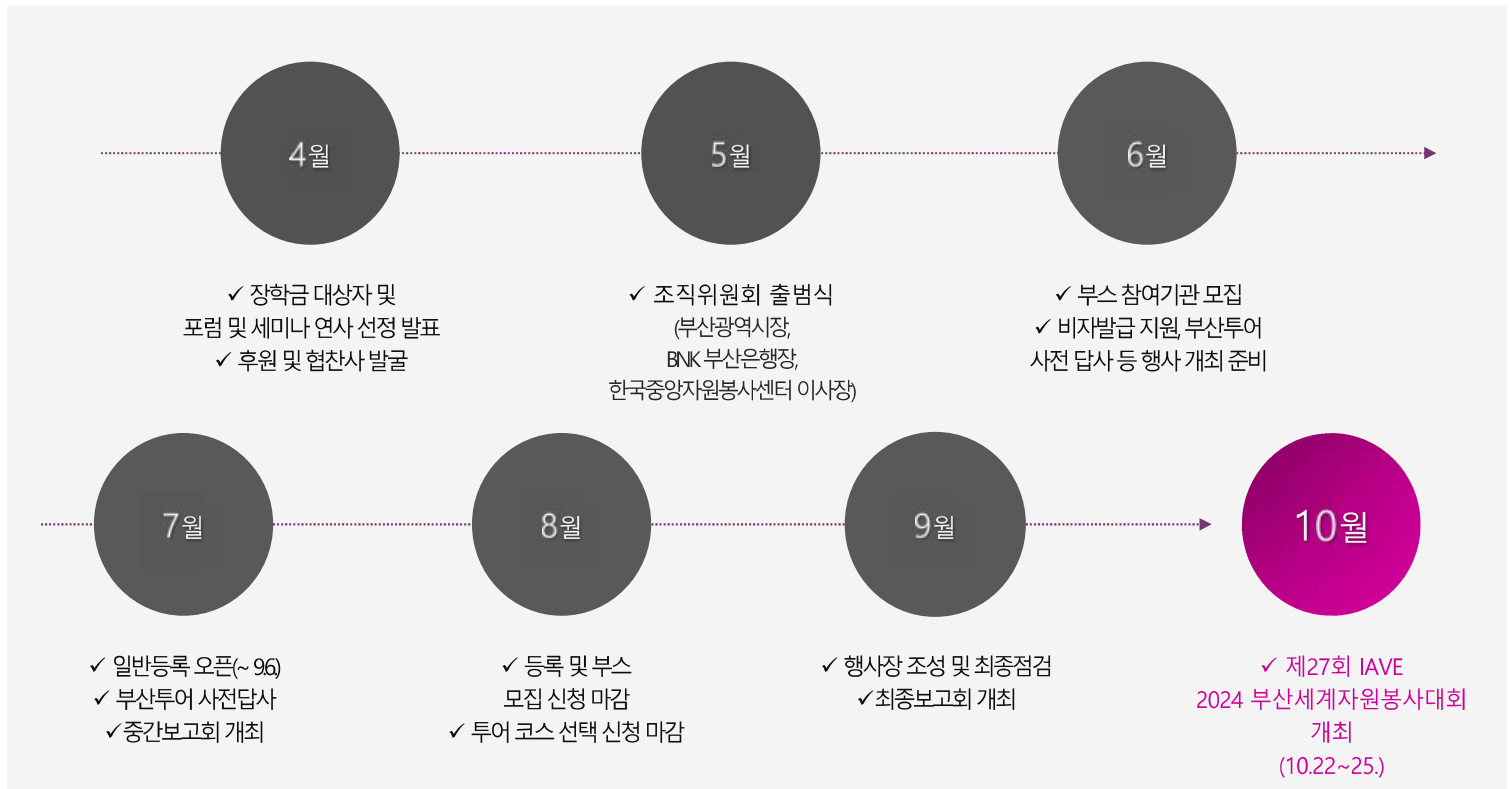 4월
5월
6월
✓ 장학금 대상자 및
포럼 및 세미나 연사 선정 발표
✓ 후원 및 협찬사 발굴
✓ 조직위원회 출범식
(부산광역시장,
BNK 부산은행장,
한국중앙자원봉사센터 이사장)
✓ 부스 참여기관 모집
✓ 비자발급 지원, 부산투어
사전 답사 등 행사 개최 준비
7월
8월
9월
10월
✓ 일반등록 오픈(~ 9.6.)
✓ 부산투어 사전답사
✓중간보고회 개최
✓ 등록 및 부스
모집 신청 마감
✓ 투어 코스 선택 신청 마감
✓ 행사장 조성 및 최종점검
✓최종보고회 개최
✓ 제27회 IAVE
2024 부산세계자원봉사대회
개최
(10.22~25.)